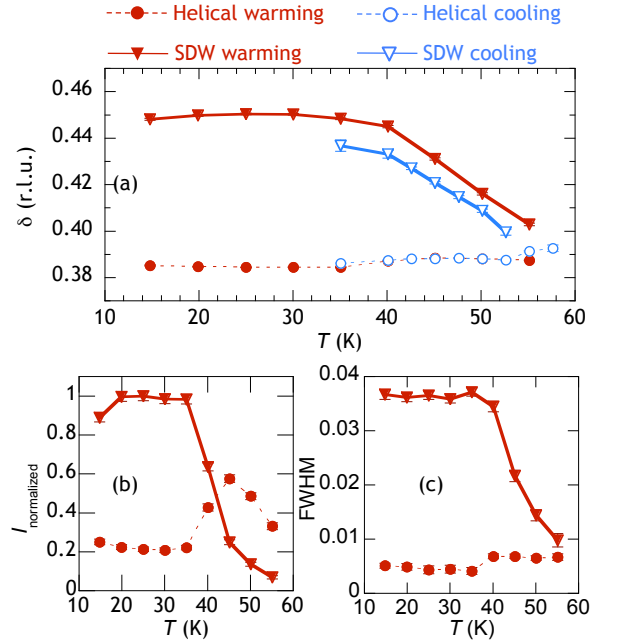 Helical warming
Helical cooling
SDW warming
SDW cooling
0.46
0.44
0.42
0.40
0.38
δ (r.l.u.)
(a)
10 20 30 40 50 60
T (K)
1
0.8
0.6
0.4
0.2
0
I normalized
(b)
10 20 30 40 50 60
T (K)
0.04
0.03
0.02
0.01
0
FWHM
(c)
10 20 30 40 50 60
T (K)